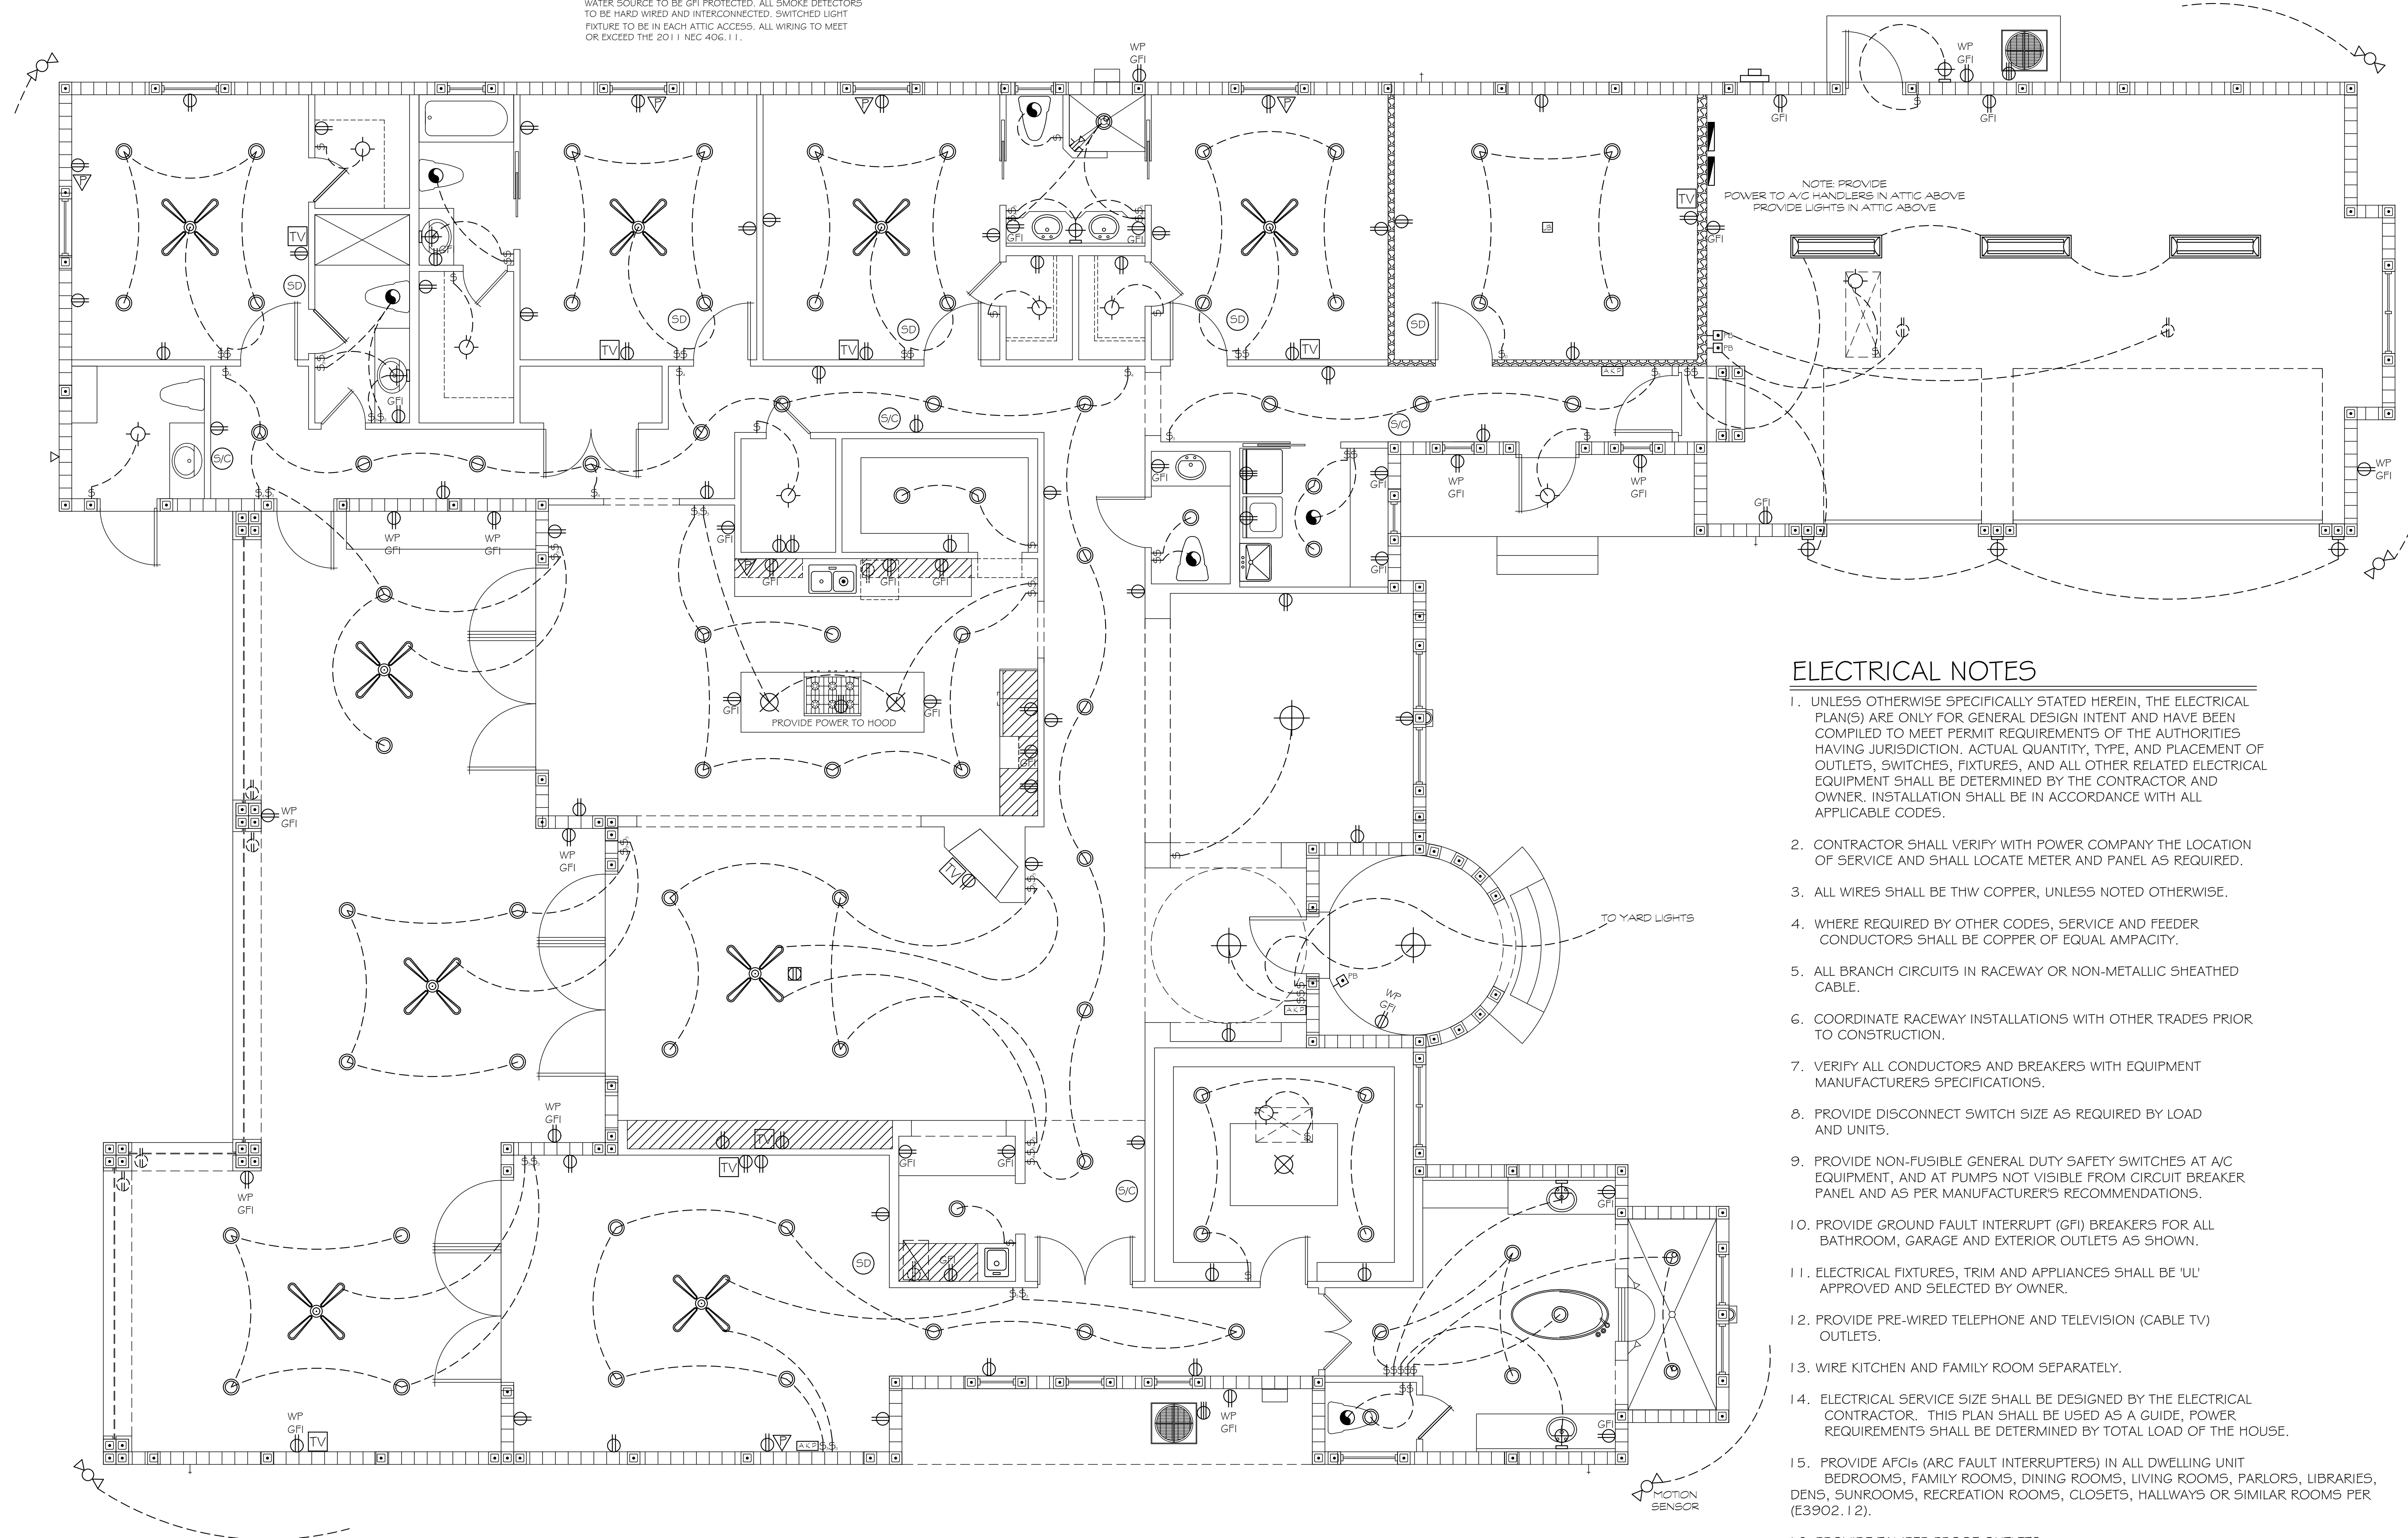 WATER SOURCE TO BE GFI PROTECTED. ALL SMOKE DETECTORS
TO BE HARD WIRED AND INTERCONNECTED. SWITCHED LIGHT
FIXTURE TO BE IN EACH ATTIC ACCESS. ALL WIRING TO MEET
OR EXCEED THE 2011 NEC 406.11.
WP
GFI
WP
GFI
GFI
GFI
NOTE: PROVIDE
POWER TO A/C HANDLERS IN ATTIC ABOVE
PROVIDE LIGHTS IN ATTIC ABOVE
TV
TV
GFI
GFI
GFI
SD
SD
SD
SD
SD
PB
PB
TV
TV
TV
AKP
GFI
S/C
S/C
S/C
GFI
GFI
WP
GFI
WP
GFI
WP
GFI
GFI
WP
GFI
WP
GFI
GFI
GFI
GFI
GFI
GFI
GFI
GFI
PROVIDE POWER TO HOOD
GFI
WP
GFI
WP
GFI
TV
TO YARD LIGHTS
PB
WP
GFI
AKP
WP
GFI
TV
TV
GFI
GFI
S/C
WP
GFI
GFI
SD
GFI
WP
GFI
TV
AKP
WP
GFI
GFI
MOTION
SENSOR
ELECTRICAL NOTES
1. UNLESS OTHERWISE SPECIFICALLY STATED HEREIN, THE ELECTRICAL
PLAN(S) ARE ONLY FOR GENERAL DESIGN INTENT AND HAVE BEEN
COMPILED TO MEET PERMIT REQUIREMENTS OF THE AUTHORITIES
HAVING JURISDICTION. ACTUAL QUANTITY, TYPE, AND PLACEMENT OF
OUTLETS, SWITCHES, FIXTURES, AND ALL OTHER RELATED ELECTRICAL
EQUIPMENT SHALL BE DETERMINED BY THE CONTRACTOR AND
OWNER. INSTALLATION SHALL BE IN ACCORDANCE WITH ALL
APPLICABLE CODES.
2. CONTRACTOR SHALL VERIFY WITH POWER COMPANY THE LOCATION
OF SERVICE AND SHALL LOCATE METER AND PANEL AS REQUIRED.
3. ALL WIRES SHALL BE THW COPPER, UNLESS NOTED OTHERWISE.
4. WHERE REQUIRED BY OTHER CODES, SERVICE AND FEEDER
CONDUCTORS SHALL BE COPPER OF EQUAL AMPACITY.
5. ALL BRANCH CIRCUITS IN RACEWAY OR NON-METALLIC SHEATHED
CABLE.
6. COORDINATE RACEWAY INSTALLATIONS WITH OTHER TRADES PRIOR
TO CONSTRUCTION.
7. VERIFY ALL CONDUCTORS AND BREAKERS WITH EQUIPMENT
MANUFACTURERS SPECIFICATIONS.
8. PROVIDE DISCONNECT SWITCH SIZE AS REQUIRED BY LOAD
AND UNITS.
9. PROVIDE NON-FUSIBLE GENERAL DUTY SAFETY SWITCHES AT A/C
EQUIPMENT, AND AT PUMPS NOT VISIBLE FROM CIRCUIT BREAKER
PANEL AND AS PER MANUFACTURER'S RECOMMENDATIONS.
10. PROVIDE GROUND FAULT INTERRUPT (GFI) BREAKERS FOR ALL
BATHROOM, GARAGE AND EXTERIOR OUTLETS AS SHOWN.
11. ELECTRICAL FIXTURES, TRIM AND APPLIANCES SHALL BE 'UL'
APPROVED AND SELECTED BY OWNER.
12. PROVIDE PRE-WIRED TELEPHONE AND TELEVISION (CABLE TV)
OUTLETS.
13. WIRE KITCHEN AND FAMILY ROOM SEPARATELY.
14. ELECTRICAL SERVICE SIZE SHALL BE DESIGNED BY THE ELECTRICAL
CONTRACTOR. THIS PLAN SHALL BE USED AS A GUIDE, POWER
REQUIREMENTS SHALL BE DETERMINED BY TOTAL LOAD OF THE HOUSE.
15. PROVIDE AFCIs (ARC FAULT INTERRUPTERS) IN ALL DWELLING UNIT
BEDROOMS, FAMILY ROOMS, DINING ROOMS, LIVING ROOMS, PARLORS, LIBRARIES,
DENS, SUNROOMS, RECREATION ROOMS, CLOSETS, HALLWAYS OR SIMILAR ROOMS PER
(E3902.12).